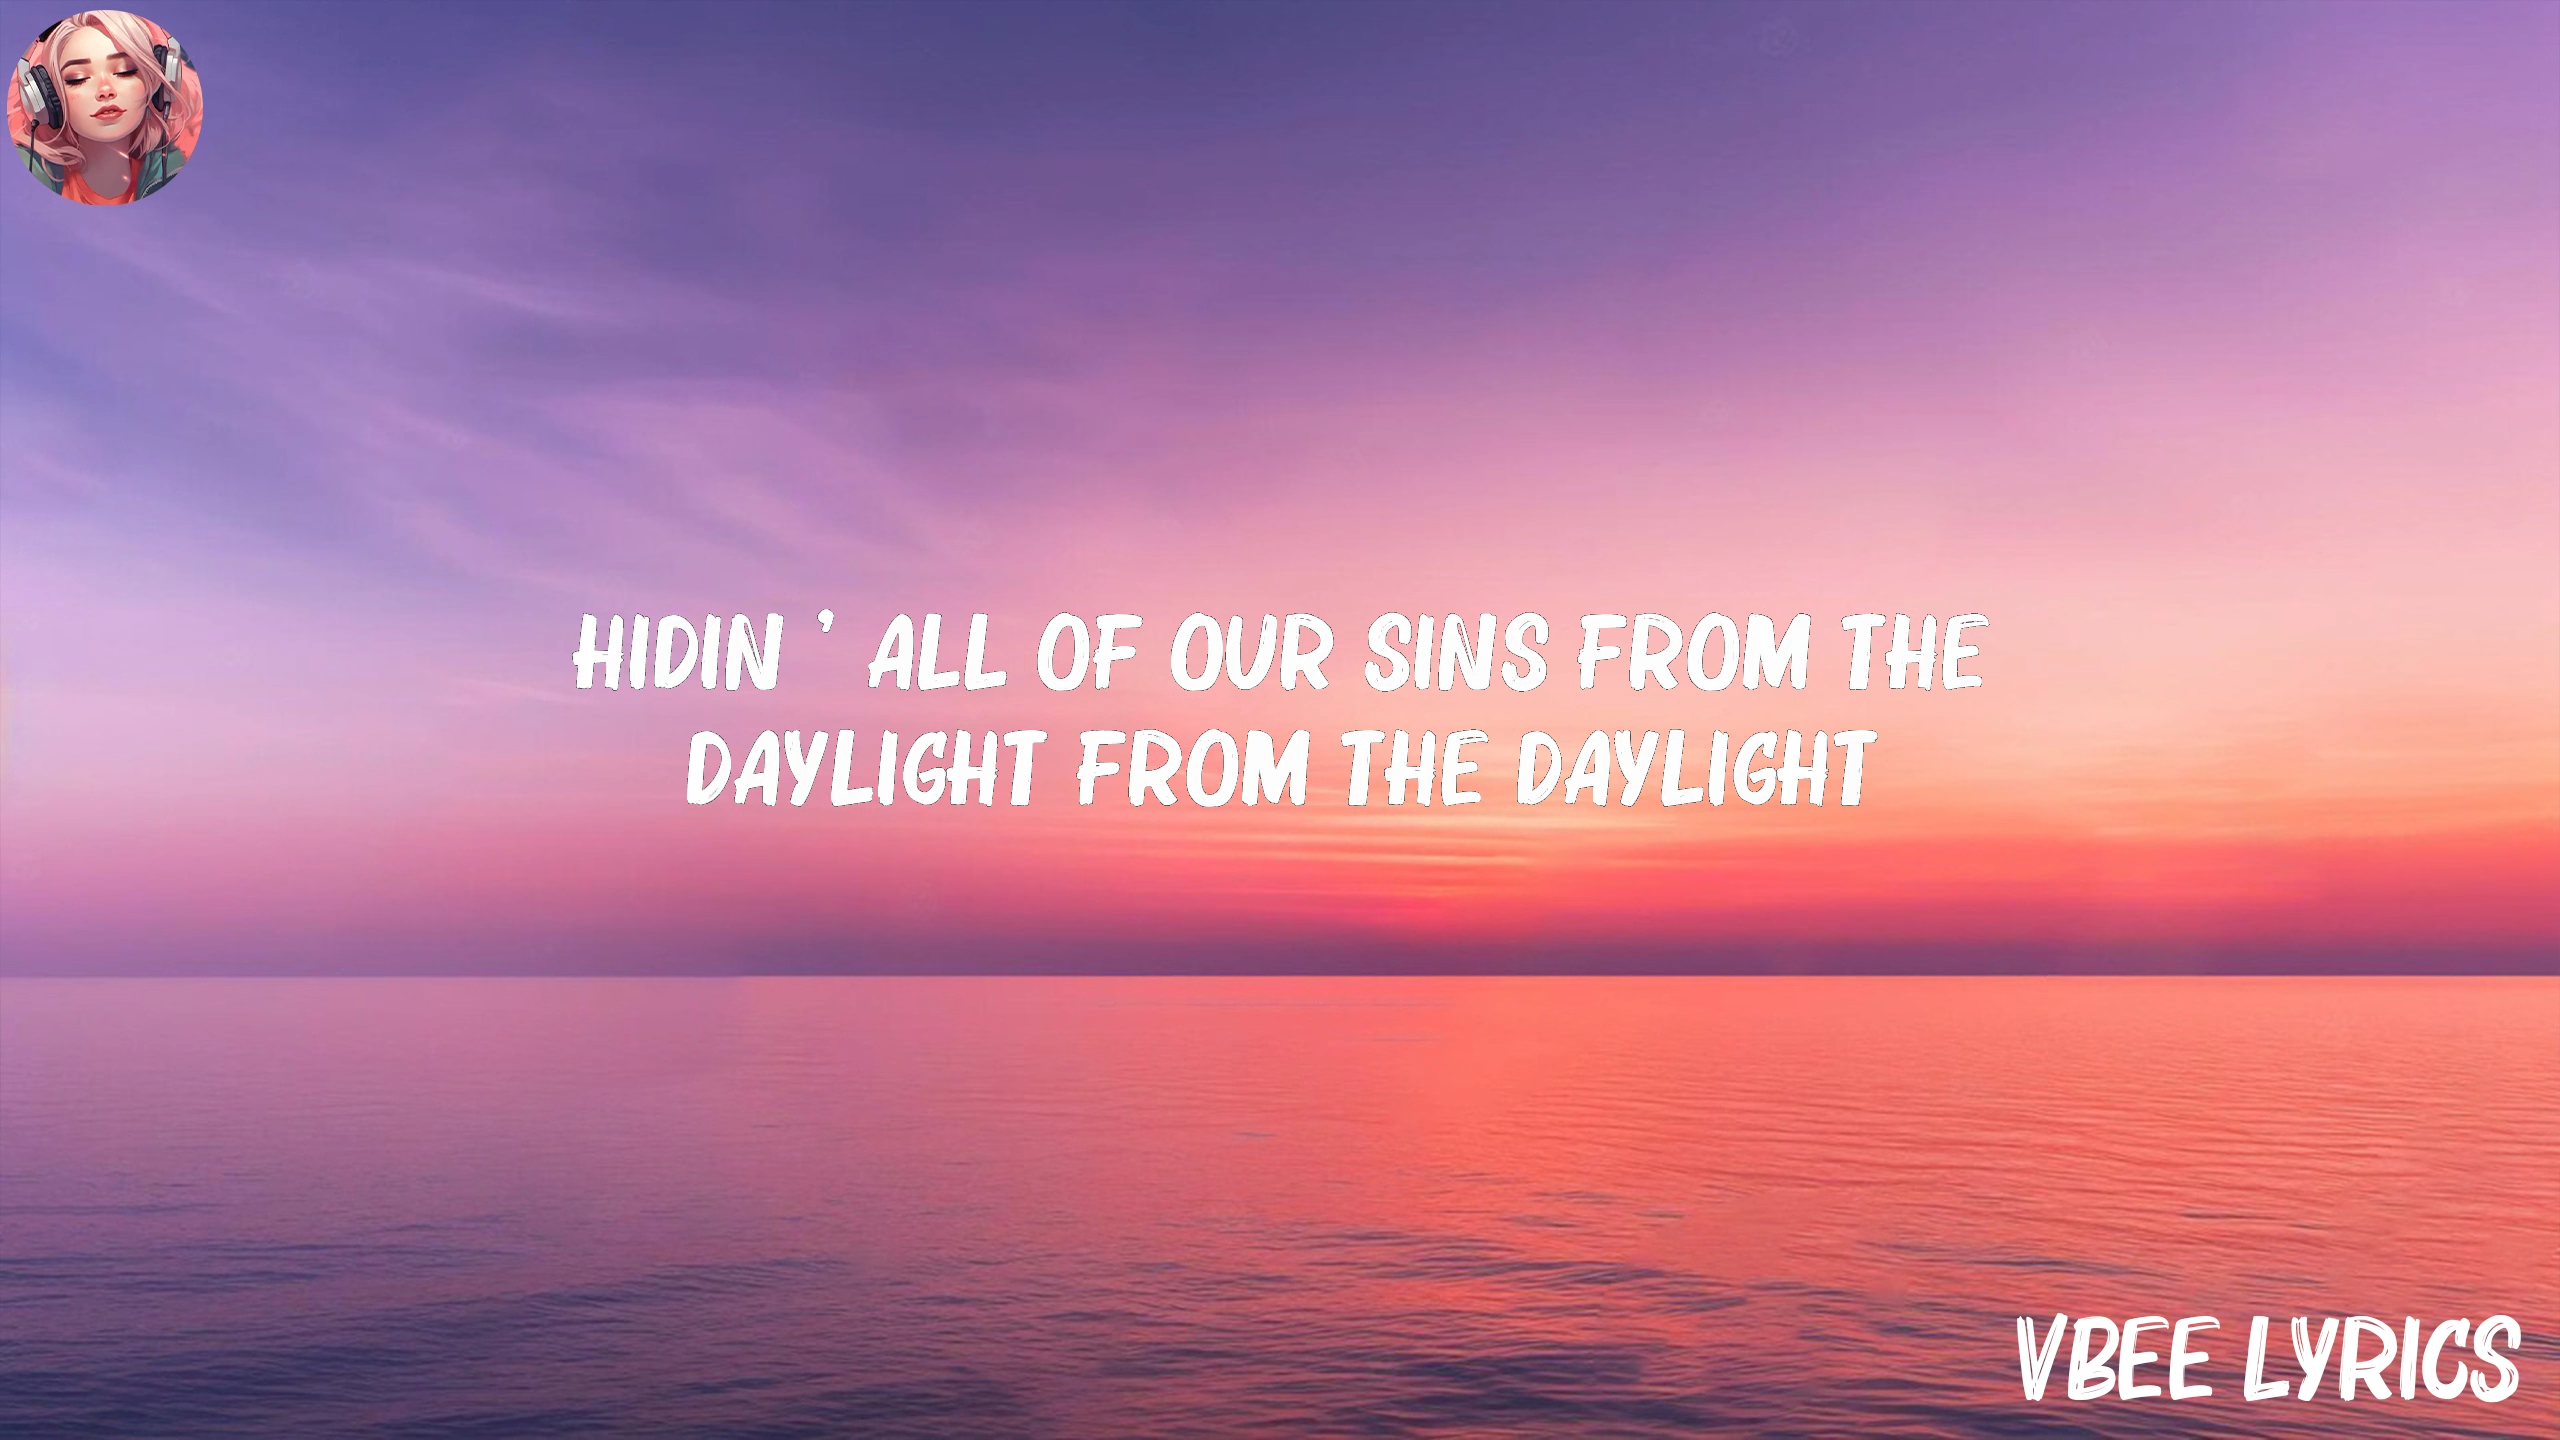 HIDIN ' ALL OF OUR SINS FROM THE
DAYLIGHT FROM THE DAYLIGHT
VBEE LYRICS